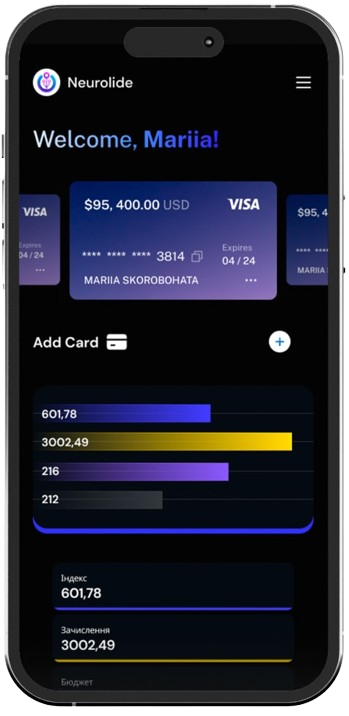 Neurolide
Welcome, Mariia!
VISA
Expires
04 / 24
$95, 400.00 USD
VISA
**** **** **** 3814
Expires
04 / 24
MARIIA SKOROBOHATA
$95, 4
****
MARIIA
Add Card
601,78
3002,49
216
212
Індекс
601,78
Зачислення
3002,49
Бюджет